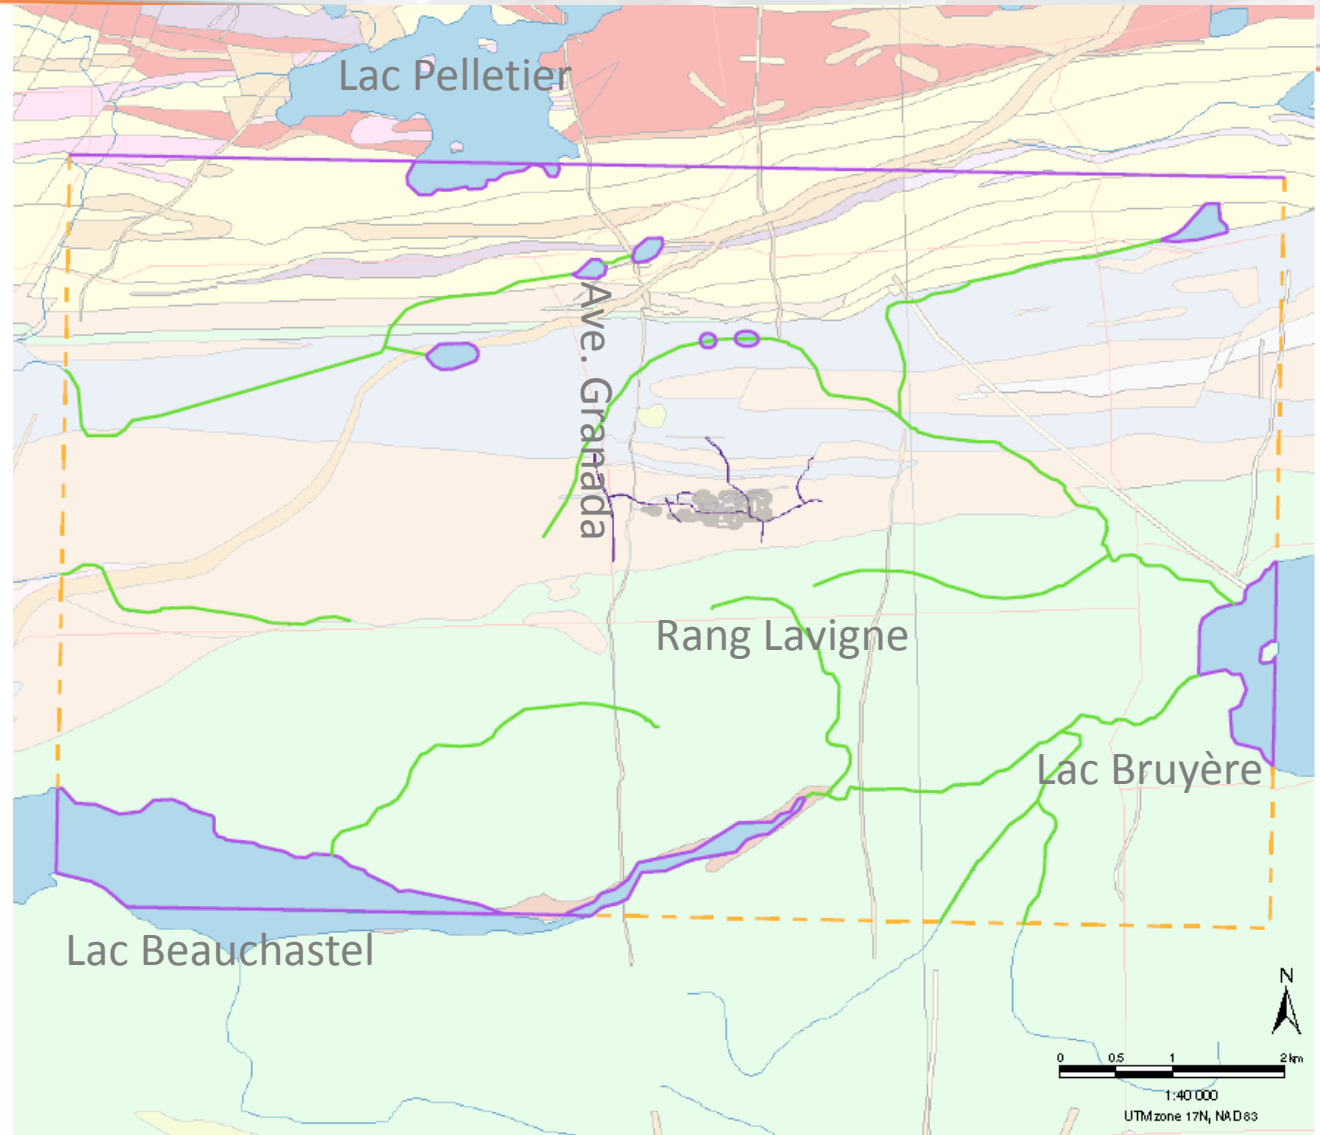 Lac Pelletier
Ave. Granada
Rang Lavigne
Lac Bruyère
Lac Beauchastel
N
0 0.5 1 2 km
1:40 000
UTM zone 17N, NAD 83